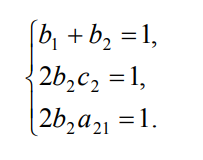 b₁ + b₂ = 1,
2b₂c₂ = 1,
2b₂a₂₁ = 1.